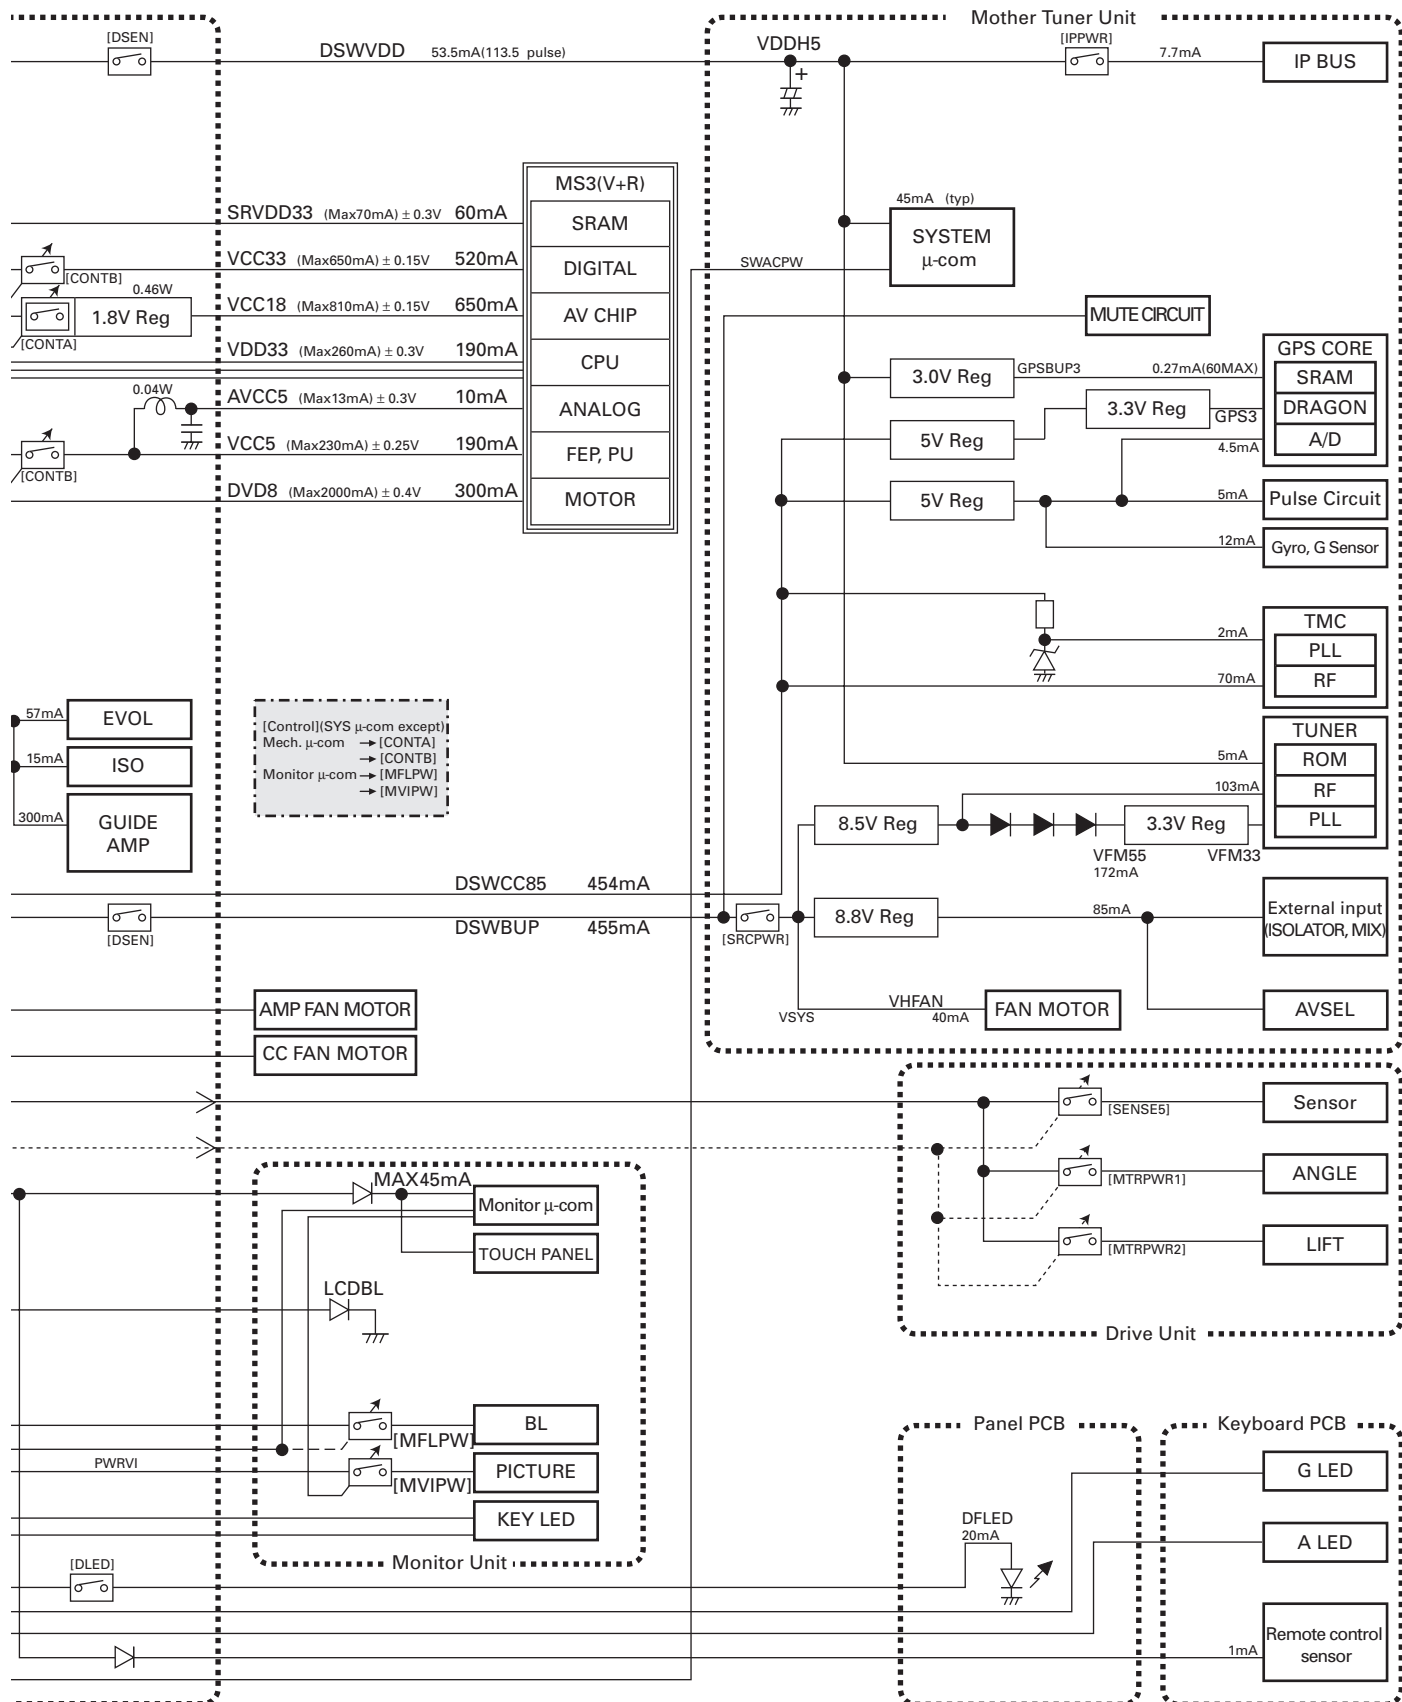 Mother Tuner Unit
[DSEN]
DSWVDD 53.5mA(113.5 pulse)
VDDH5
+
[IPPWR]
7.7mA
IP BUS
MS3(V+R)
SRVDD33 (Max70mA) ± 0.3V 60mA
SRAM
45mA (typ)
SYSTEM
μ-com
VCC33 (Max650mA) ± 0.15V 520mA
DIGITAL
SWACPW
[CONTB]
0.46W
1.8V Reg
[CONTA]
VCC18 (Max810mA) ± 0.15V 650mA
AV CHIP
MUTE CIRCUIT
VDD33 (Max260mA) ± 0.3V 190mA
CPU
GPS CORE
3.0V Reg
GPSBUP3
0.27mA(60MAX)
SRAM
0.04W
AVCC5 (Max13mA) ± 0.3V 10mA
ANALOG
3.3V Reg
GPS3
DRAGON
5V Reg
4.5mA
A/D
VCC5 (Max230mA) ± 0.25V 190mA
FEP, PU
[CONTB]
DVD8 (Max2000mA) ± 0.4V 300mA
MOTOR
5V Reg
5mA
Pulse Circuit
12mA
Gyro, G Sensor
TMC
2mA
PLL
70mA
RF
57mA
EVOL
15mA
ISO
300mA
GUIDE
AMP
[Control](SYS μ-com except)
Mech. μ-com → [CONTA]
→ [CONTB]
Monitor μ-com → [MFLPW]
→ [MVIPW]
TUNER
5mA
ROM
103mA
RF
8.5V Reg
3.3V Reg
PLL
VFM55
172mA
VFM33
DSWCC85 454mA
[DSEN]
DSWBUP 455mA
[SRCPWR]
8.8V Reg
85mA
External input
(ISOLATOR, MIX)
AMP FAN MOTOR
VSYS
VHFAN
40mA
FAN MOTOR
AVSEL
CC FAN MOTOR
[SENSE5]
Sensor
[MTRPWR1]
ANGLE
[MTRPWR2]
LIFT
Drive Unit
MAX45mA
Monitor μ-com
TOUCH PANEL
LCDBL
[MFLPW]
BL
PWRVI
[MVIPW]
PICTURE
KEY LED
Monitor Unit
Panel PCB
Keyboard PCB
G LED
DFLED
20mA
A LED
[DLED]
1mA
Remote control
sensor